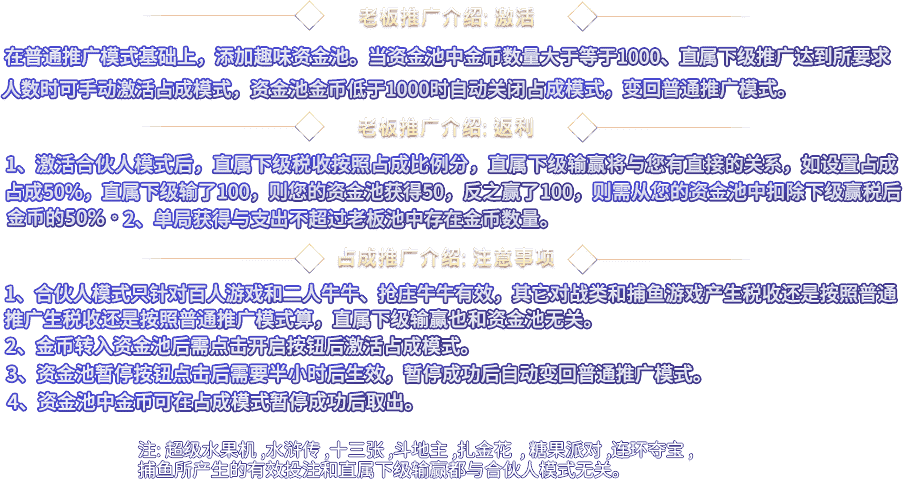 老板推广介绍: 激活
在普通推广模式基础上，添加趣味资金池。当资金池中金币数量大于等于1000、直属下级推广达到所要求
人数时可手动激活占成模式，资金池金币低于1000时自动关闭占成模式，变回普通推广模式。
老板推广介绍: 返利
1、激活合伙人模式后，直属下级税收按照占成比例分，直属下级输赢将与您有直接的关系，如设置占成
占成50%，直属下级输了100，则您的资金池获得50，反之赢了100，则需从您的资金池中扣除下级赢税后
金币的50%·2、单局获得与支出不超过老板池中存在金币数量。
占成推广介绍: 注意事项
1、合伙人模式只针对百人游戏和二人牛牛、抢庄牛牛有效，其它对战类和捕鱼游戏产生税收还是按照普通
推广生税收还是按照普通推广模式算，直属下级输赢也和资金池无关。
2、金币转入资金池后需点击开启按钮后激活占成模式。
3、资金池暂停按钮点击后需要半小时后生效，暂停成功后自动变回普通推广模式。
4、资金池中金币可在占成模式暂停成功后取出。
注: 超级水果机 ,水浒传 ,十三张 ,斗地主 ,扎金花 , 糖果派对 ,连环夺宝 ,
捕鱼所产生的有效投注和直属下级输赢都与合伙人模式无关。